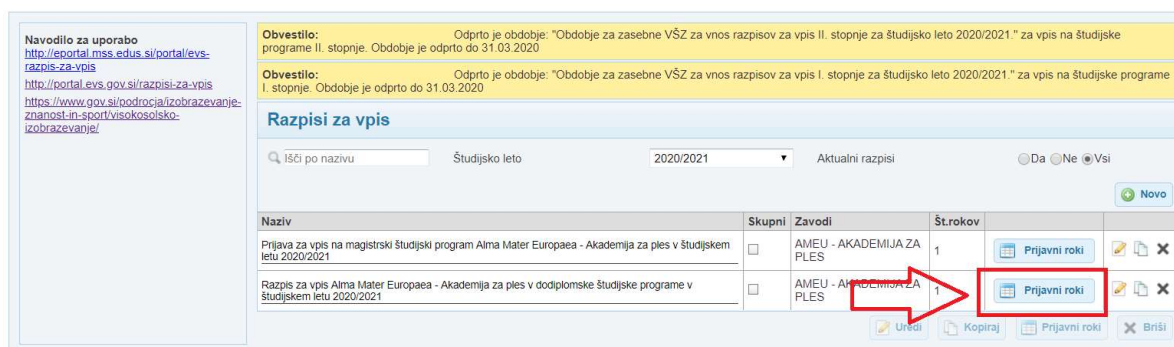 Navodilo za uporabo
http://eportal.mss.edus.si/portal/evs-
razpis-za-vpis
http://portal.evs.gov.si/razpisi-za-vpis
https://www.gov.si/podrocja/izobrazevanje-
znanost-in-sport/visokosolsko-
izobrazevanje/
Obvestilo: Odprto je obdobje: "Obdobje za zasebne VŠZ za vnos razpisov za vpis II. stopnje za študijsko leto 2020/2021." za vpis na študijske
programe II. stopnje. Obdobje je odprto do 31.03.2020
Obvestilo: Odprto je obdobje: "Obdobje za zasebne VŠZ za vnos razpisov za vpis I. stopnje za študijsko leto 2020/2021." za vpis na študijske programe
I. stopnje. Obdobje je odprto do 31.03.2020
Razpisi za vpis
Išči po nazivu Študijsko leto 2020/2021 Aktualni razpisi Da Ne Vsi
Novo
Naziv Skupni Zavodi Št.rokov
Prijava za vpis na magistrski študijski program Alma Mater Europaea - Akademija za ples v študijskem
letu 2020/2021
AMEU - AKADEMIJA ZA
PLES
1
Prijavni roki
Razpis za vpis Alma Mater Europaea - Akademija za ples v dodiplomske študijske programe v
študijskem letu 2020/2021
AMEU - AKADEMIJA ZA
PLES
1
Prijavni roki
Uredi Kopiraj Prijavni roki Briši